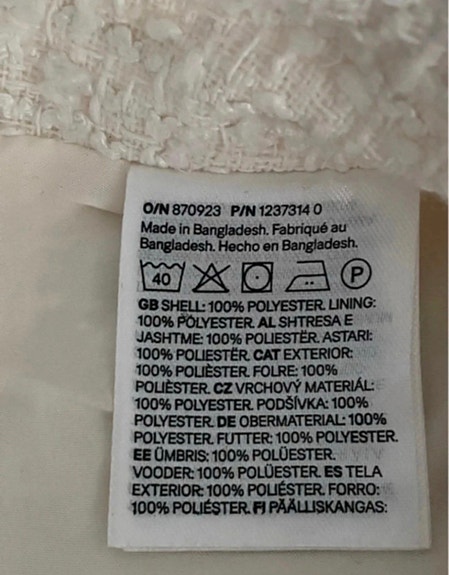 O/N 870923 P/N 1237314 0
Made in Bangladesh. Fabriqué au
Bangladesh. Hecho en Bangladesh.
40 P
GB SHELL: 100% POLYESTER. LINING:
100% POLYESTER. AL SHTRESA E
JASHTME: 100% POLIESTËR. ASTARI:
100% POLIESTËR. CAT EXTERIOR:
100% POLIÈSTER. FOLRE: 100%
POLIÈSTER. CZ VRCHOVÝ MATERIÁL:
100% POLYESTER. PODŠÍVKA: 100%
POLYESTER. DE OBERMATERIAL: 100%
POLYESTER. FUTTER: 100% POLYESTER.
EE ÜMBRIS: 100% POLÜESTER.
VOODER: 100% POLÜESTER. ES TELA
EXTERIOR: 100% POLIÉSTER. FORRO:
100% POLIÉSTER. FI PÄÄLLISKANGAS: